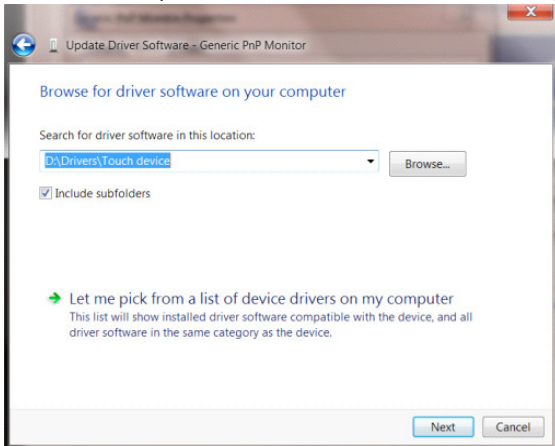 Update Driver Software - Generic PnP Monitor
Browse for driver software on your computer
Search for driver software in this location:
D:\Drivers\Touch device
Browse...
Include subfolders
Let me pick from a list of device drivers on my computer
This list will show installed driver software compatible with the device, and all
driver software in the same category as the device.
Next Cancel